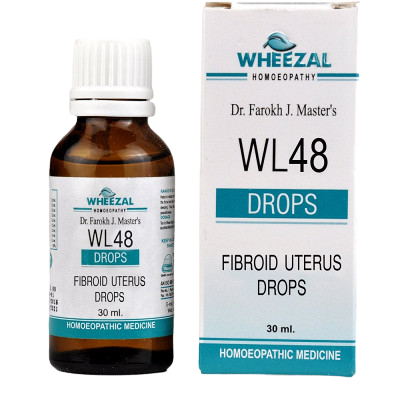 WHEEZAL
HOMOEOPATHY
Dr. Farokh J. Master's
WL48
DROPS
FIBROID UTERUS
DROPS
30 ml.
HOMOEOPATHIC MEDICINE
WHEEZAL
HOMOEOPATHY
Dr. Farokh J. Master's
WL48
DROPS
FIBROID UTERUS
DROPS
30 ml.
HOMOEOPATHIC MEDICINE